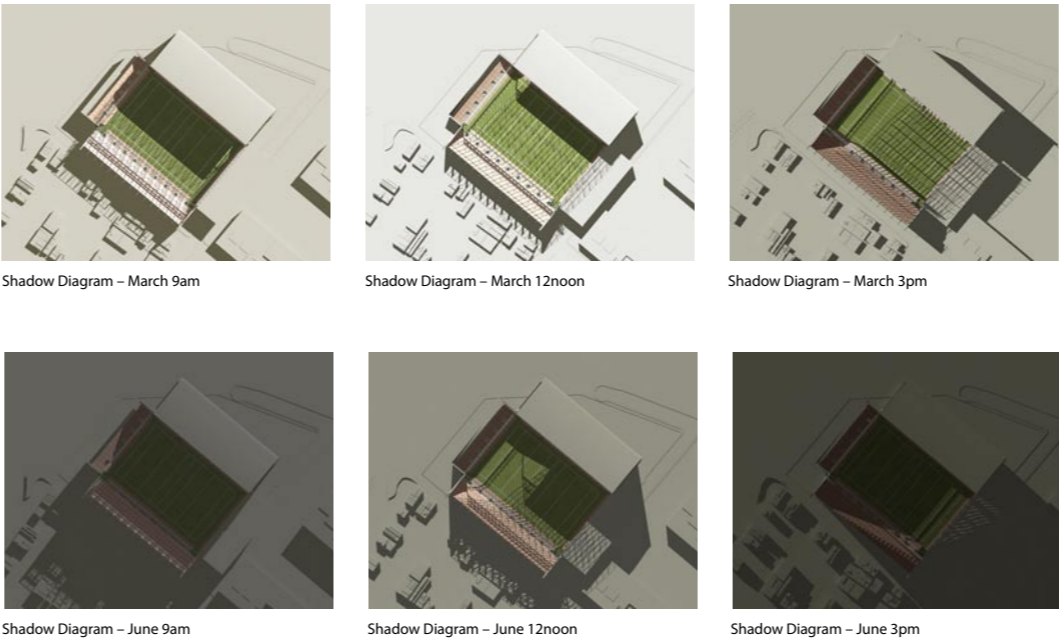 Shadow Diagram – March 9am
Shadow Diagram – March 12noon
Shadow Diagram – March 3pm
Shadow Diagram – June 9am
Shadow Diagram – June 12noon
Shadow Diagram – June 3pm